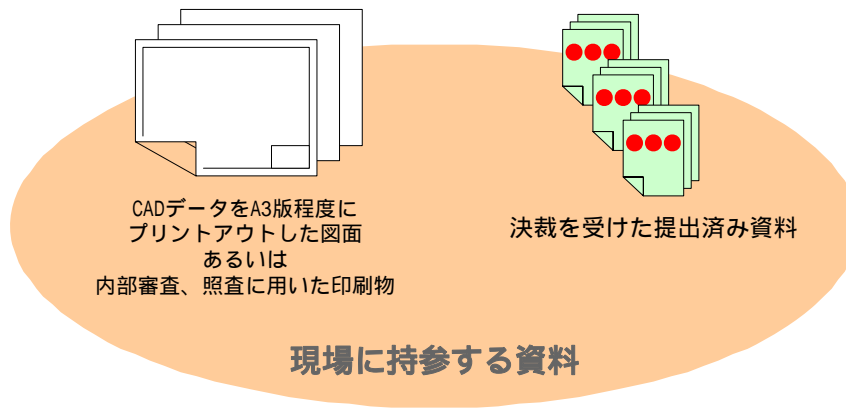 CADデータをA3版程度に
プリントアウトした図面
あるいは
内部審査、照査に用いた印刷物
決裁を受けた提出済み資料
現場に持参する資料